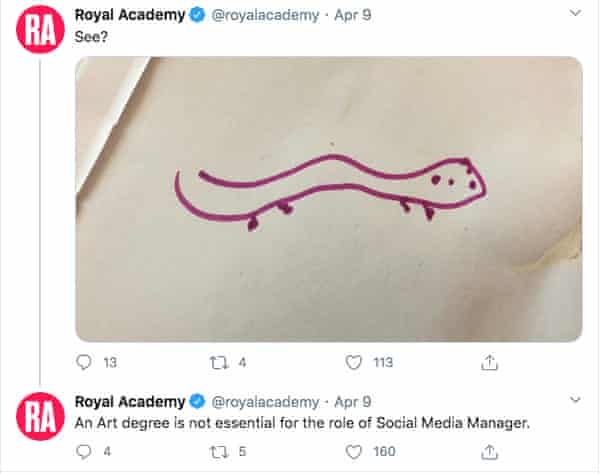 RA
Royal Academy @royalacademy · Apr 9
See?
13 4 113
RA
Royal Academy @royalacademy · Apr 9
An Art degree is not essential for the role of Social Media Manager.
4 5 160